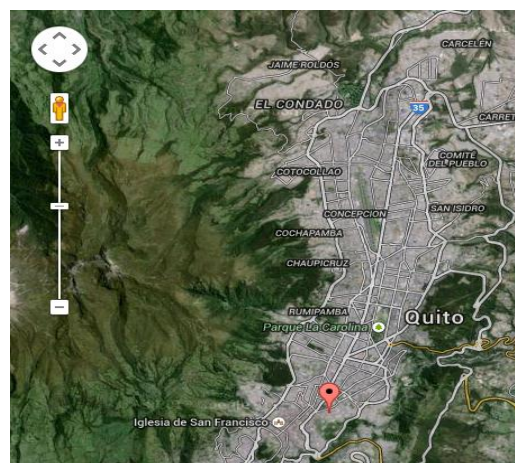 CARCELÉN
JAIME ROLDÓS
EL CONDADO
35
CARRET
COMITÉ
DEL PUEBLO
COTOCOLLAO
SAN ISIDRO
CONCEPCION
COCHAPAMBA
CHAUPICRUZ
RUMIPAMBA
Quito
Parque La Carolina
Iglesia de San Francisco